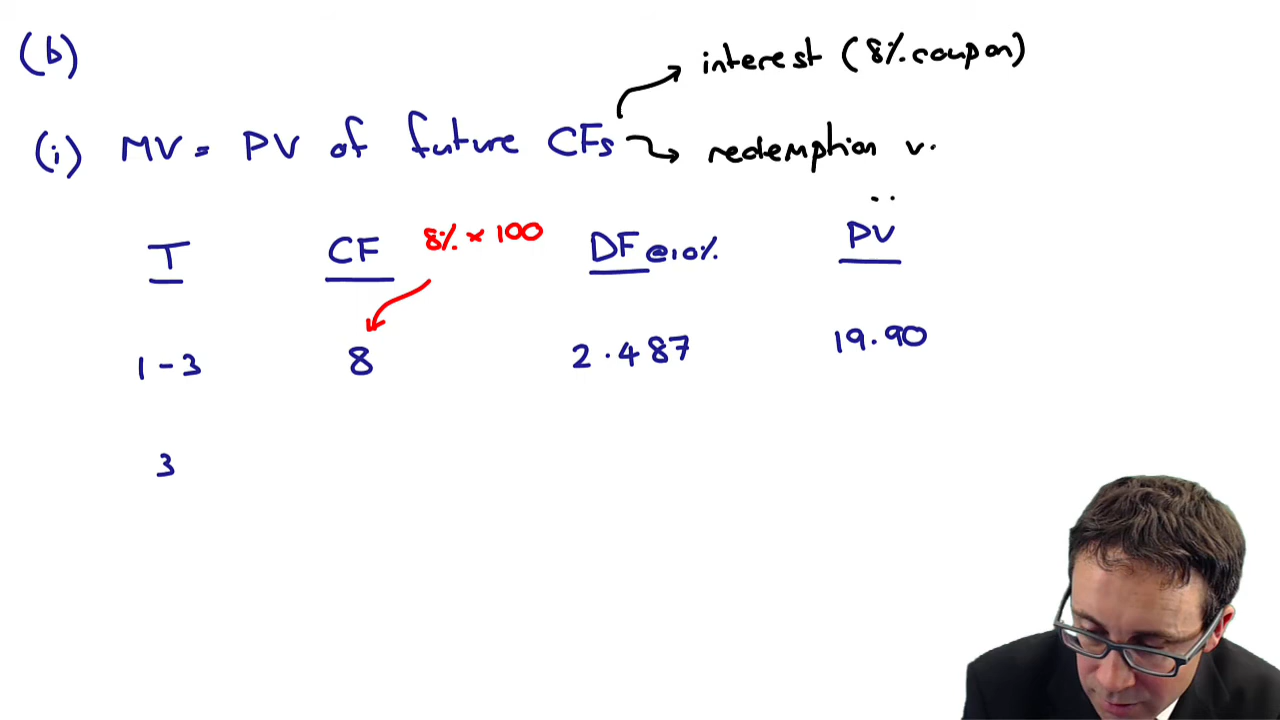 (b)
interest (8% coupon)
(i) MV = PV of future CFs
redemption v.
T CF 8% × 100 DF @10% PV
1-3 8 2.487 19.90
3